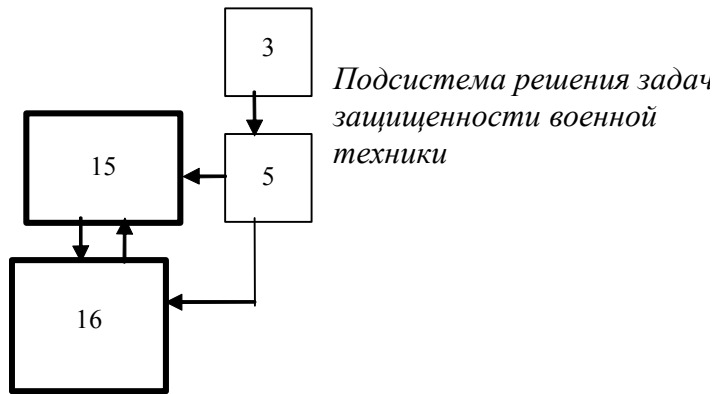 3
Подсистема решения задач
защищенности военной
техники
15
5
16